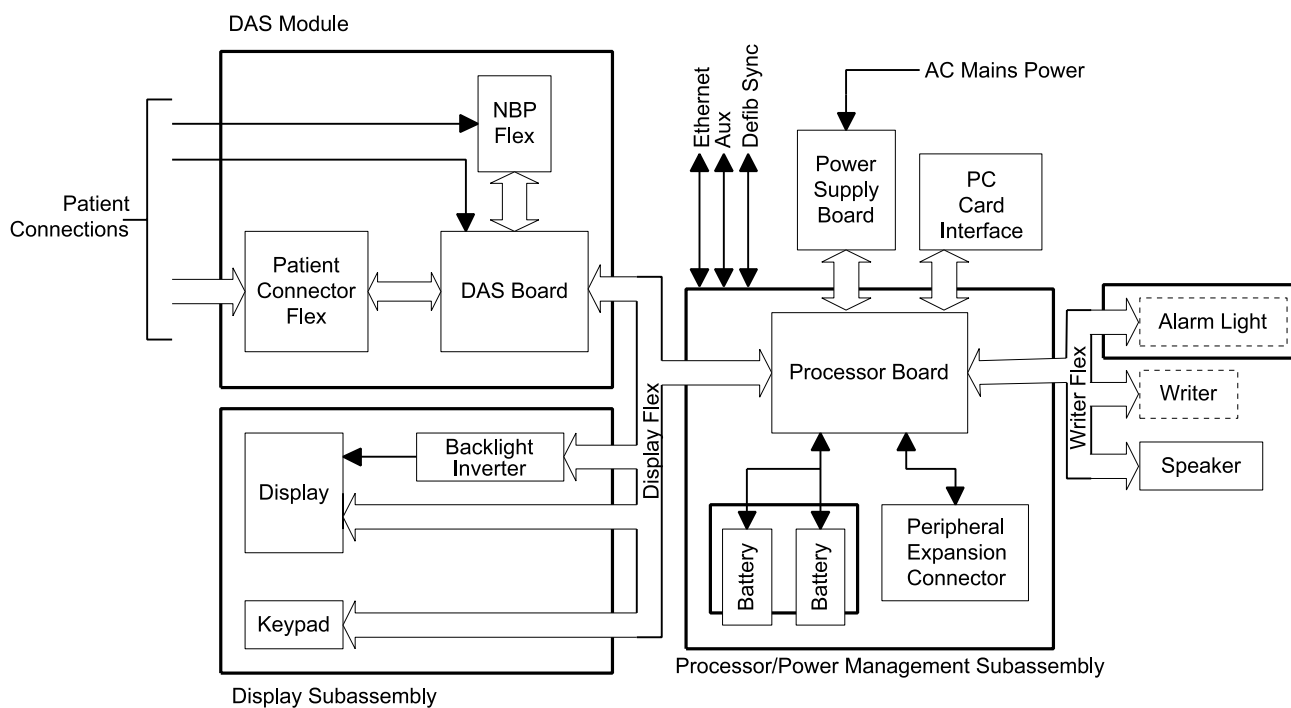 DAS Module
NBP
Flex
Patient
Connections
Patient
Connector
Flex
DAS Board
Ethernet
Aux
Defib Sync
AC Mains Power
Power
Supply
Board
PC
Card
Interface
Processor Board
Display Flex
Writer Flex
Alarm Light
Writer
Speaker
Backlight
Inverter
Display
Keypad
Battery
Battery
Peripheral
Expansion
Connector
Processor/Power Management Subassembly
Display Subassembly